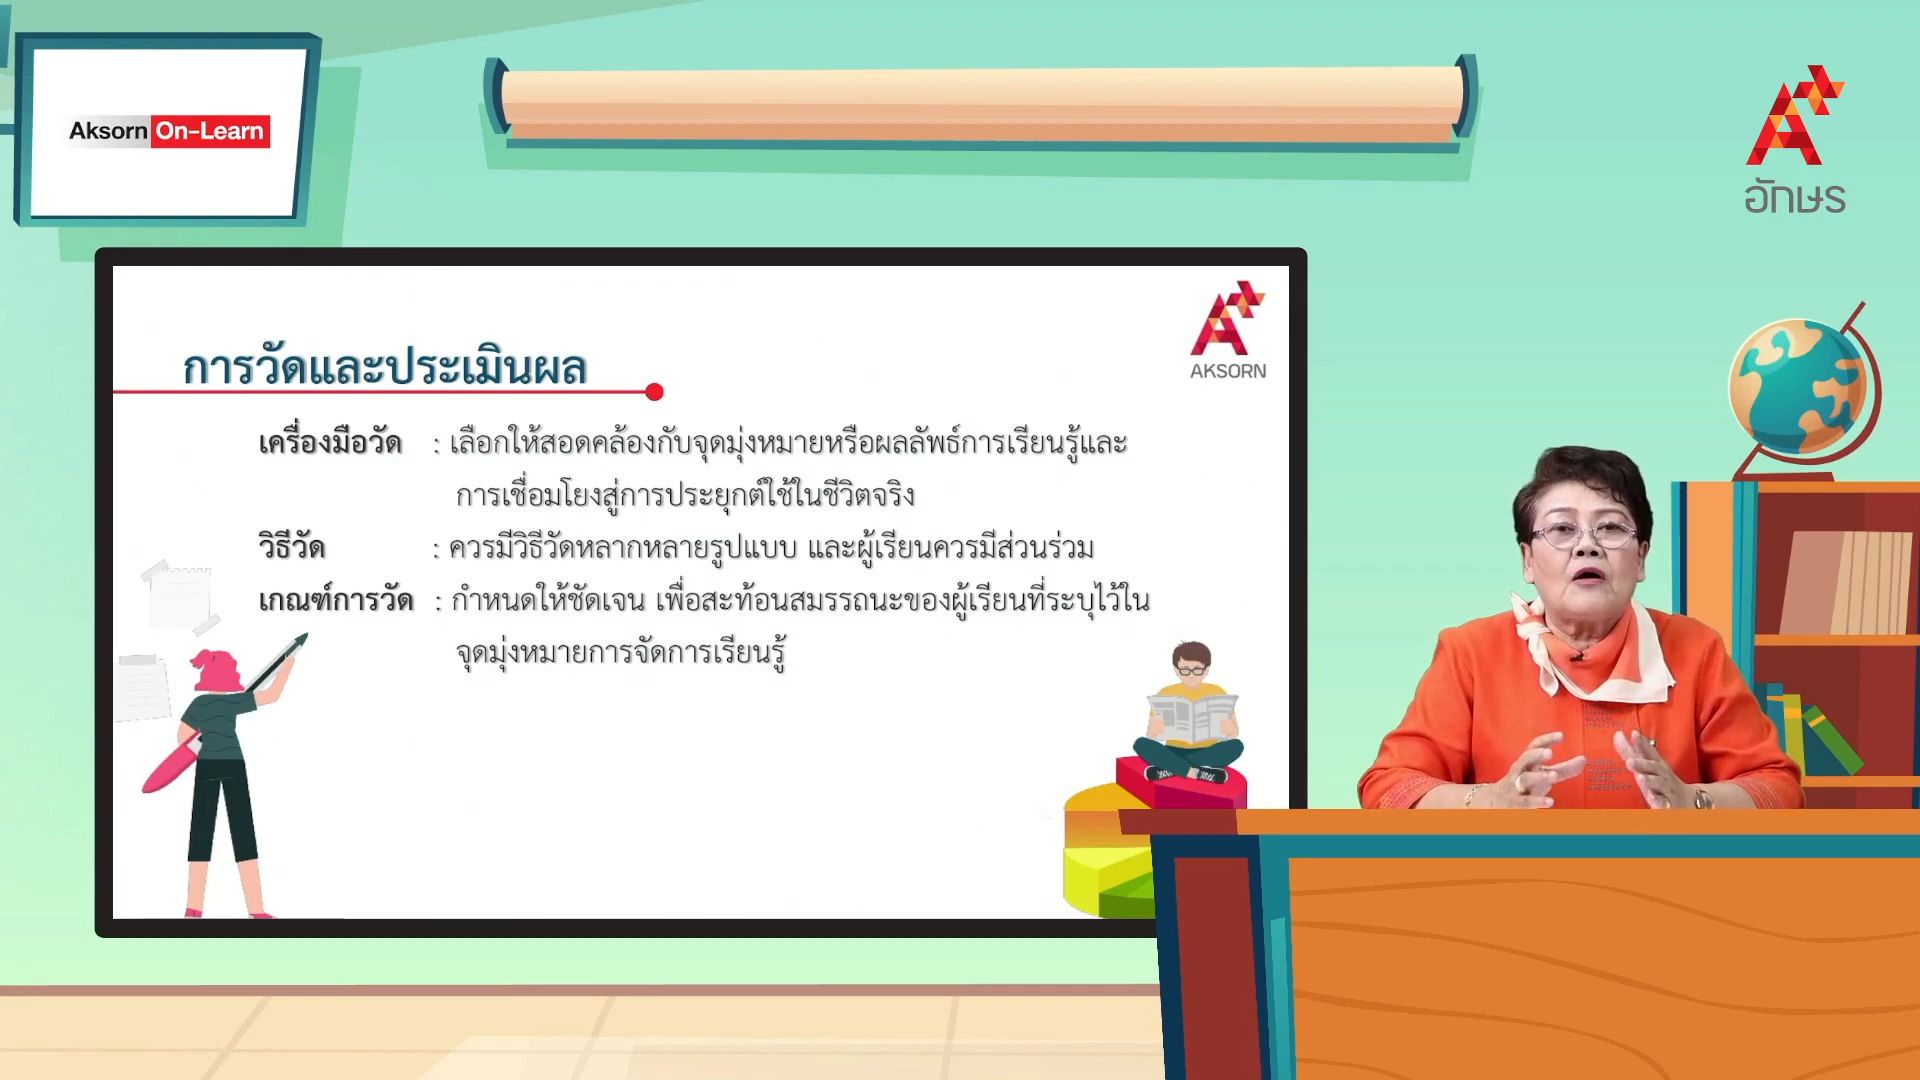 Aksorn On-Learn
อักษร
AKSORN
การวัดและประเมินผล
เครื่องมือวัด : เลือกให้สอดคล้องกับจุดมุ่งหมายหรือผลลัพธ์การเรียนรู้และ
การเชื่อมโยงสู่การประยุกต์ใช้ในชีวิตจริง
วิธีวัด : ควรมีวิธีวัดหลากหลายรูปแบบ และผู้เรียนควรมีส่วนร่วม
เกณฑ์การวัด : กำหนดให้ชัดเจน เพื่อสะท้อนสมรรถนะของผู้เรียนที่ระบุไว้ใน
จุดมุ่งหมายการจัดการเรียนรู้